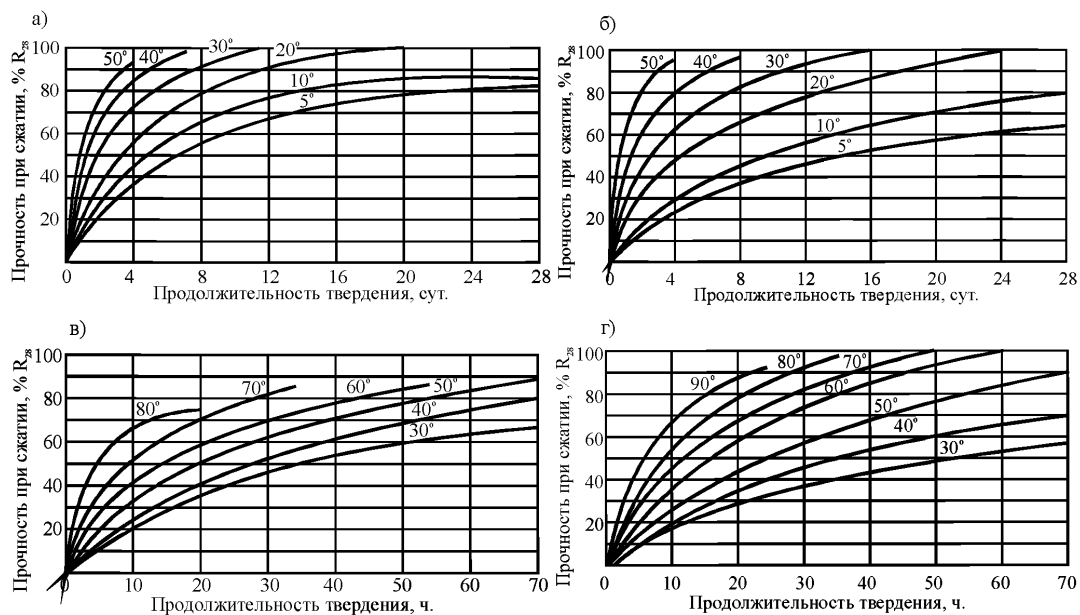 а)
Прочность при сжатии, % R28
100
80
60
40
20
0 4 8 12 16 20 24 28
50° 40° 30° 20°
10°
5°
Продолжительность твердения, сут.
б)
Прочность при сжатии, % R28
100
80
60
40
20
0 4 8 12 16 20 24 28
50° 40° 30°
20°
10°
5°
Продолжительность твердения, сут.
в)
Прочность при сжатии, % R28
100
80
60
40
20
0 10 20 30 40 50 60 70
80° 70° 60° 50°
40°
30°
Продолжительность твердения, ч.
г)
Прочность при сжатии, % R28
100
80
60
40
20
0 10 20 30 40 50 60 70
90° 80° 70°
60°
50°
40°
30°
Продолжительность твердения, ч.